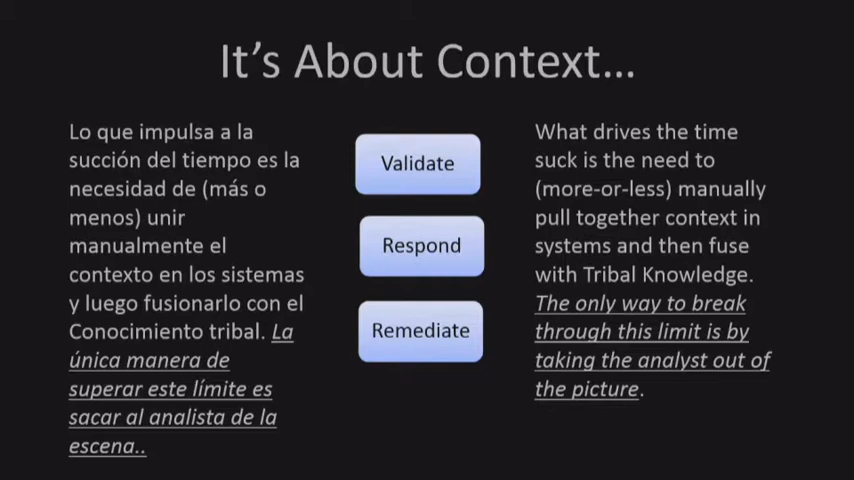 It's About Context...
Lo que impulsa a la
succión del tiempo es la
necesidad de (más o
menos) unir
manualmente el
contexto en los sistemas
y luego fusionarlo con el
Conocimiento tribal. La
única manera de
superar este límite es
sacar al analista de la
escena..
Validate
Respond
Remediate
What drives the time
suck is the need to
(more-or-less) manually
pull together context in
systems and then fuse
with Tribal Knowledge.
The only way to break
through this limit is by
taking the analyst out of
the picture.